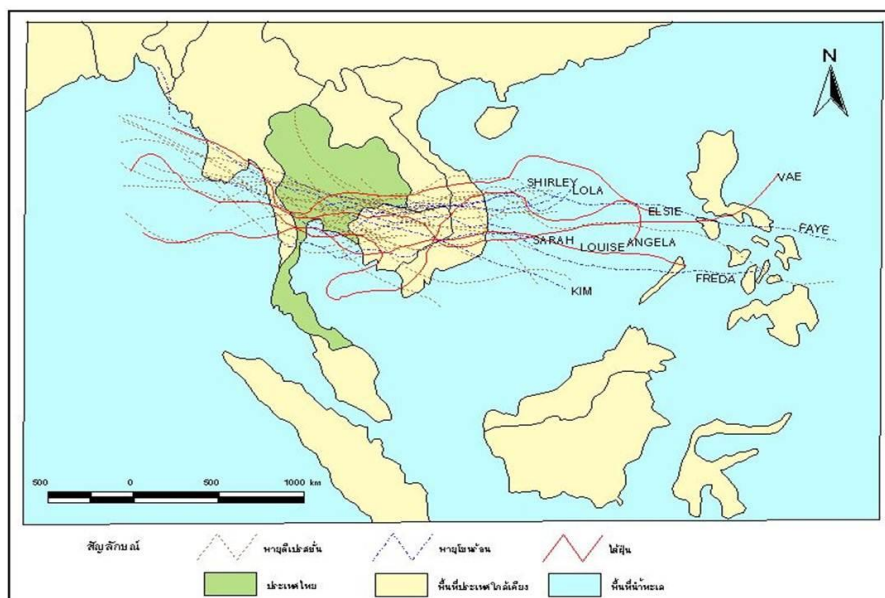 N
VAE
SHIRLEY
LOLA
ELSIE
FAYE
SARAH
LOUISE ANGELA
FREDA
KIM
500 0 500 1000 km
สัญลักษณ์ พายุดีเปรสชั่น พายุโซนร้อน ไต้ฝุ่น
ประเทศไทย พื้นที่ประเทศใกล้เคียง พื้นที่น้ำทะเล